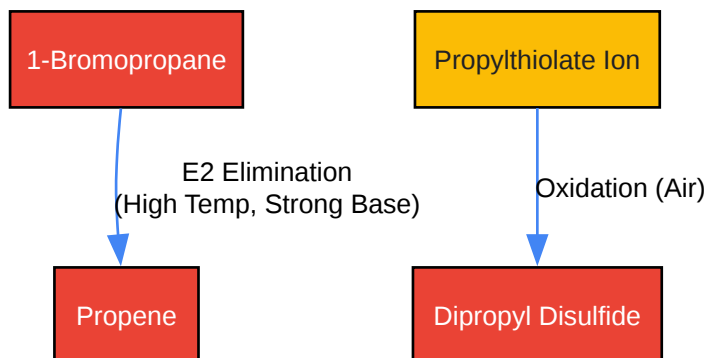 1-Bromopropane
Propylthiolate Ion
E2 Elimination
(High Temp, Strong Base)
Oxidation (Air)
Propene
Dipropyl Disulfide